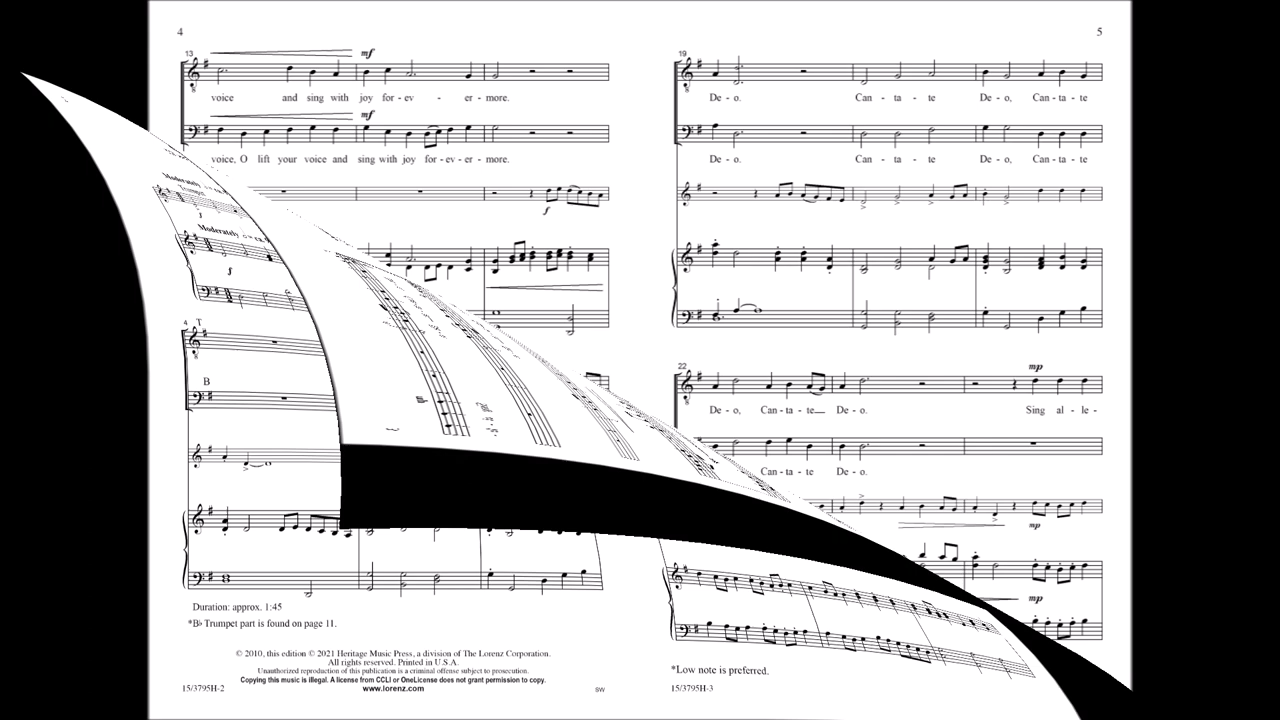 4
13
mf
voice and sing with joy for - ev - er - more.
mf
voice, O lift your voice and sing with joy for - ev - er - more.
f
Moderately
Moderately
f
4
T
B
Duration: approx. 1:45
*B♭ Trumpet part is found on page 11.
© 2010, this edition © 2021 Heritage Music Press, a division of The Lorenz Corporation.
All rights reserved. Printed in U.S.A.
Unauthorized reproduction of this publication is a criminal offense subject to prosecution.
Copying this music is illegal. A license from CCLI or OneLicense does not grant permission to copy.
15/3795H-2 www.lorenz.com SW
5
19
De - o. Can - ta - te De - o, Can - ta - te
De - o. Can - ta - te De - o, Can - ta - te
22
mp
De - o, Can - ta - te De - o. Sing al - le -
Can - ta - te De - o.
mp
mp
*Low note is preferred.
15/3795H-3